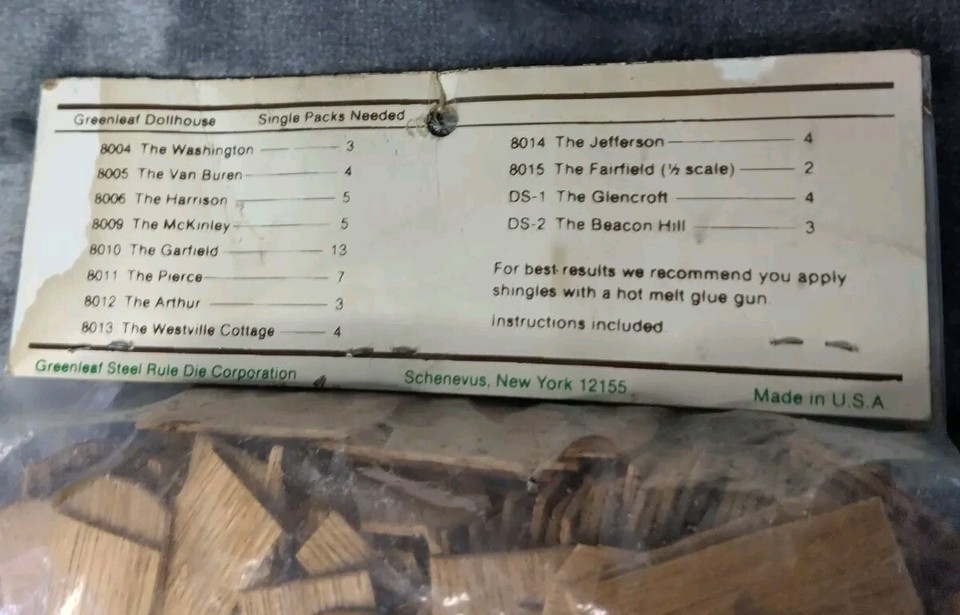 Greenleaf Dollhouse Single Packs Needed
8004 The Washington 3
8005 The Van Buren 4
8006 The Harrison 5
8009 The McKinley 5
8010 The Garfield 13
8011 The Pierce 7
8012 The Arthur 3
8013 The Westville Cottage 4
8014 The Jefferson 4
8015 The Fairfield (½ scale) 2
DS-1 The Glencroft 4
DS-2 The Beacon Hill 3
For best results we recommend you apply
shingles with a hot melt glue gun.
Instructions included.
Greenleaf Steel Rule Die Corporation Schenevus, New York 12155 Made in U.S.A